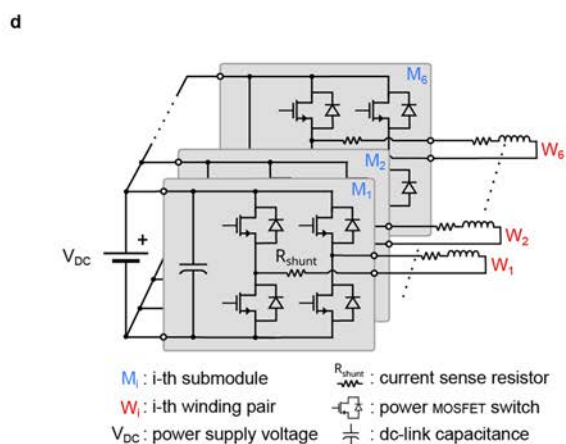 d
M6
W6
M2
M1
W2
VDC
+
Rshunt
W1
Mi : i-th submodule
Rshunt : current sense resistor
Wi : i-th winding pair
: power MOSFET switch
VDC : power supply voltage
: dc-link capacitance